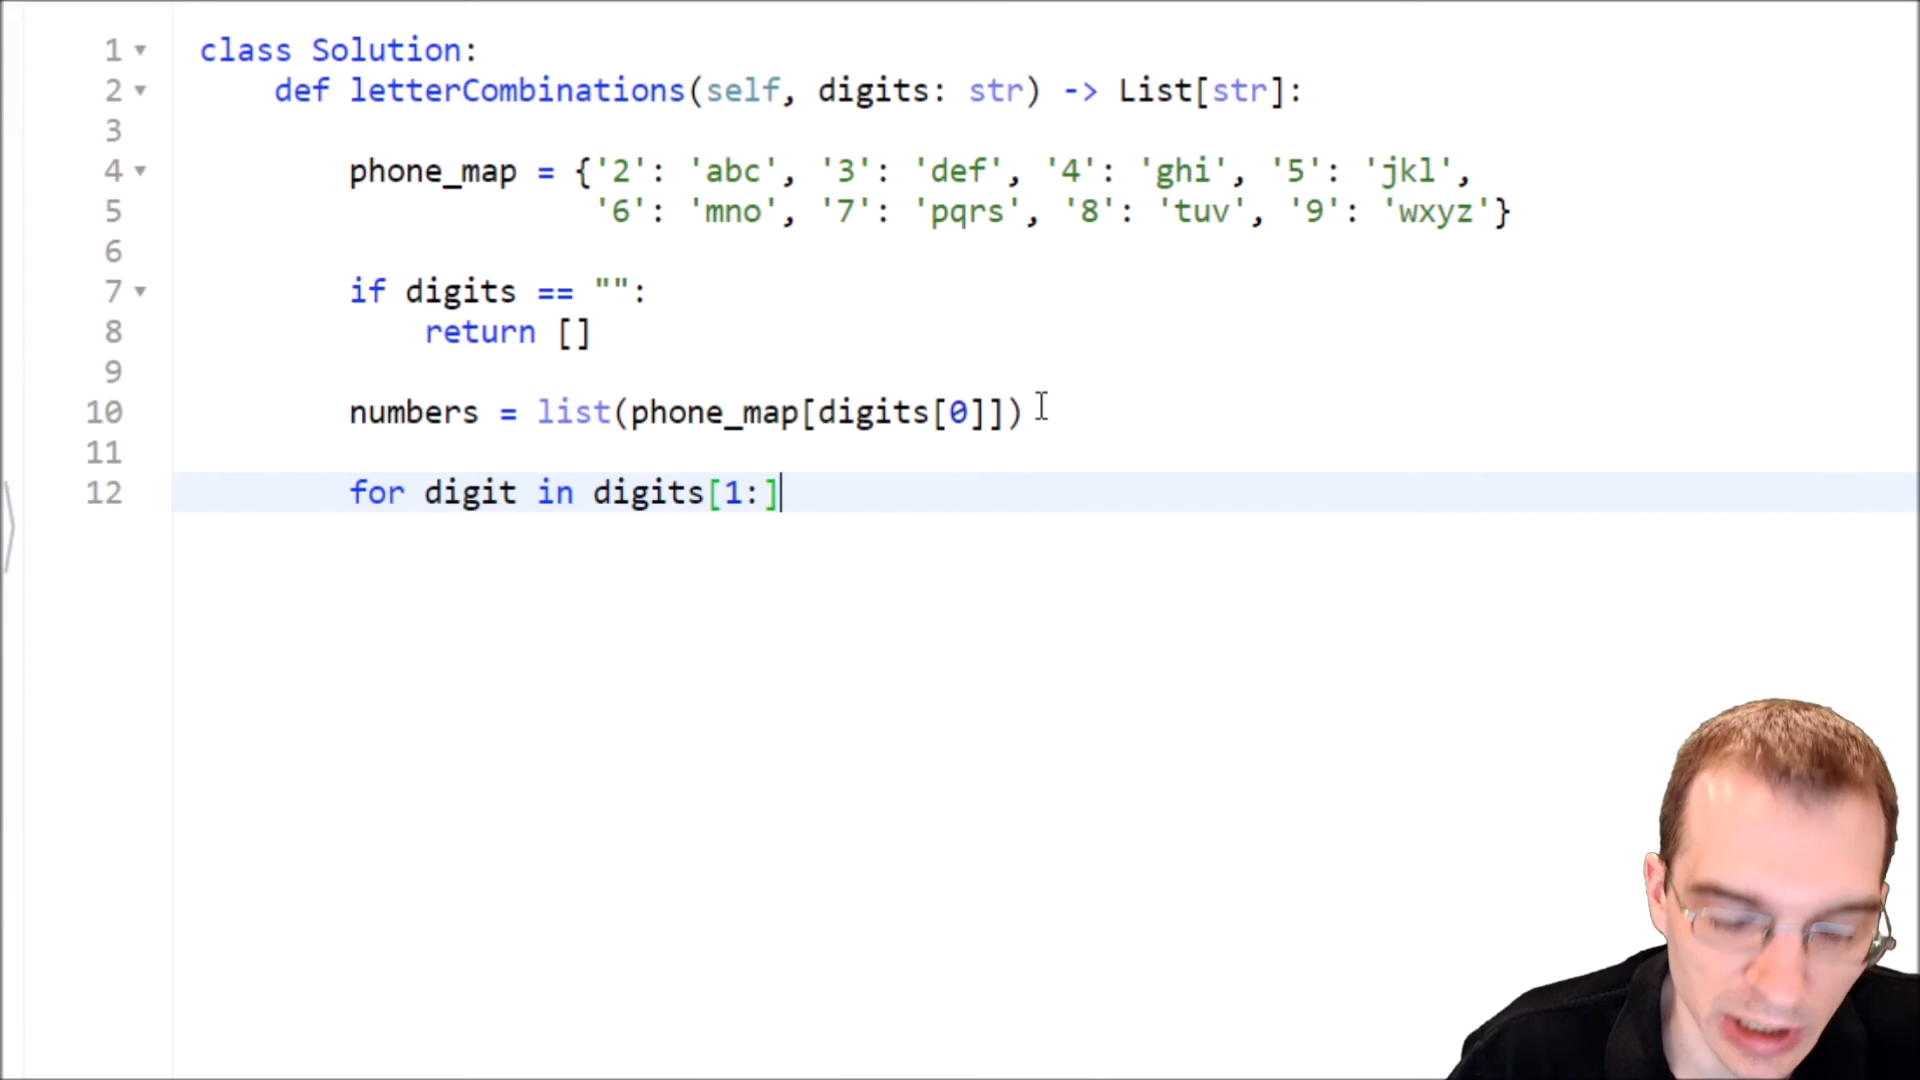 1 class Solution:
2 def letterCombinations(self, digits: str) -> List[str]:
3
4 phone_map = {'2': 'abc', '3': 'def', '4': 'ghi', '5': 'jkl',
5 '6': 'mno', '7': 'pqrs', '8': 'tuv', '9': 'wxyz'}
6
7 if digits == "":
8 return []
9
10 numbers = list(phone_map[digits[0]])
11
12 for digit in digits[1:]